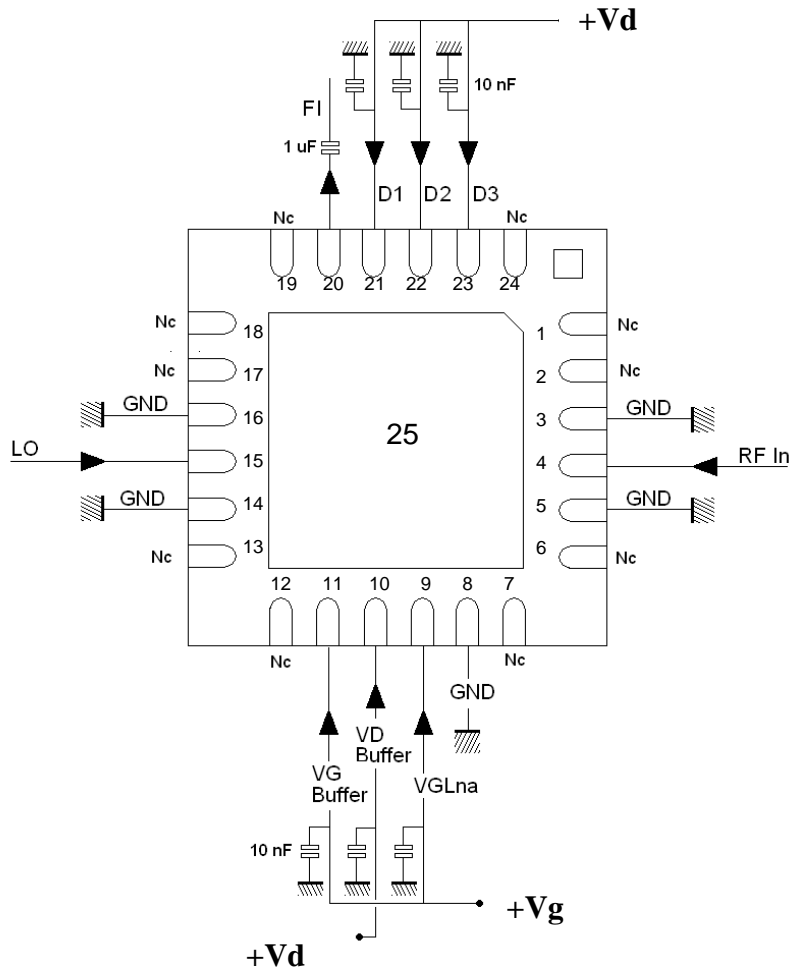 +Vd
10 nF
FI
1 uF
D1
D2
D3
Nc
Nc
19
20
21
22
23
24
Nc
18
1
Nc
Nc
17
2
Nc
GND
16
3
GND
25
LO
15
4
RF In
GND
14
5
GND
Nc
13
6
Nc
12
11
10
9
8
7
Nc
Nc
GND
VD
Buffer
VG
Buffer
VGLna
10 nF
+Vg
+Vd